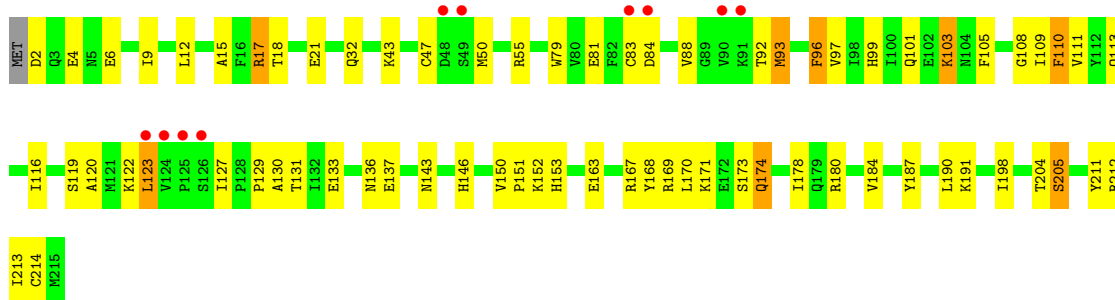 MET D2 Q3 E4 N5 E6 I9 L12 A15 F16 R17 T18 E21 Q32 K43 C47 D48 S49 M50 R55 W79 V80 E81 F82 C83 D84 V88 G89 V90 K91 T92 M93 F96 V97 I98 H99 I100 Q101 E102 K103 N104 F105 G108 I109 F110 V111 Y112 Q113
I116 S119 A120 M121 K122 L123 V124 P125 S126 I127 P128 P129 A130 T131 I132 E133 N136 E137 N143 H146 V150 P151 K152 H153 E163 R167 Y168 R169 L170 K171 E172 S173 Q174 I178 Q179 R180 V184 Y187 L190 K191 I198 T204 S205 Y211
I213 C214 M215